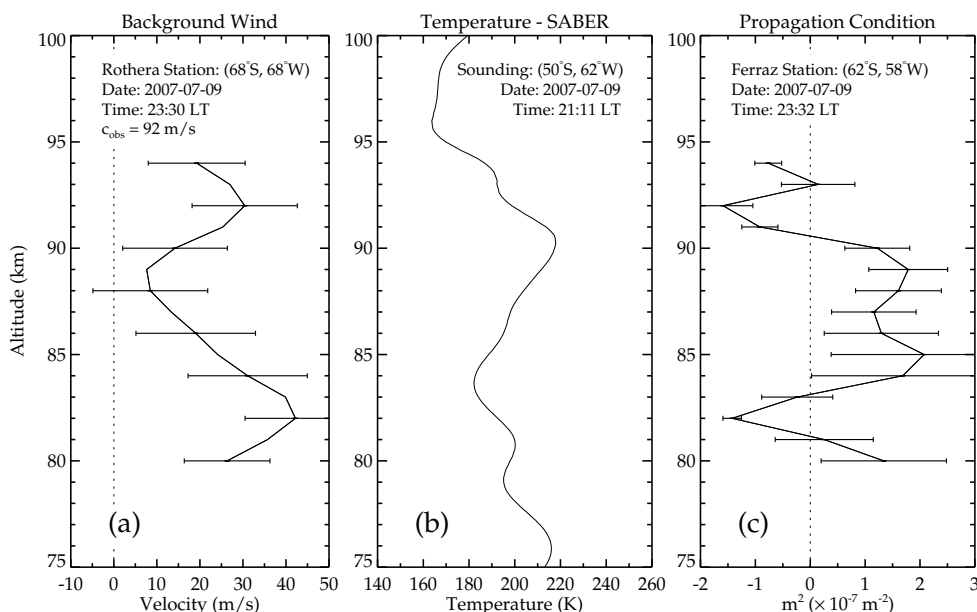 Background Wind
Temperature - SABER
Propagation Condition
Altitude (km)
100
95
90
85
80
75
Rothera Station: (68°S, 68°W)
Date: 2007-07-09
Time: 23:30 LT
c_obs = 92 m/s
(a)
-10 0 10 20 30 40 50
Velocity (m/s)
100
95
90
85
80
75
Sounding: (50°S, 62°W)
Date: 2007-07-09
Time: 21:11 LT
(b)
140 160 180 200 220 240 260
Temperature (K)
100
95
90
85
80
75
Ferraz Station: (62°S, 58°W)
Date: 2007-07-09
Time: 23:32 LT
(c)
-2 -1 0 1 2 3
m² (× 10⁻⁷ m⁻²)